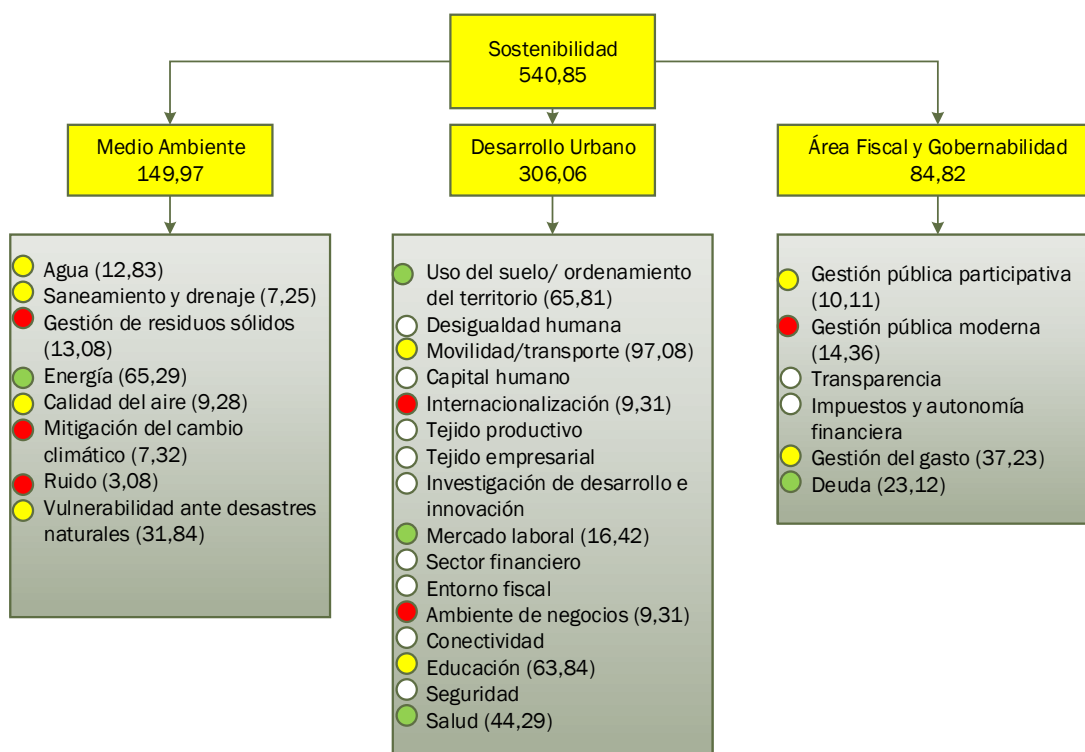 Sostenibilidad
540,85
Medio Ambiente
149,97
Desarrollo Urbano
306,06
Área Fiscal y Gobernabilidad
84,82
Agua (12,83)
Saneamiento y drenaje (7,25)
Gestión de residuos sólidos
(13,08)
Energía (65,29)
Calidad del aire (9,28)
Mitigación del cambio
climático (7,32)
Ruido (3,08)
Vulnerabilidad ante desastres
naturales (31,84)
Uso del suelo/ ordenamiento
del territorio (65,81)
Desigualdad humana
Movilidad/transporte (97,08)
Capital humano
Internacionalización (9,31)
Tejido productivo
Tejido empresarial
Investigación de desarrollo e
innovación
Mercado laboral (16,42)
Sector financiero
Entorno fiscal
Ambiente de negocios (9,31)
Conectividad
Educación (63,84)
Seguridad
Salud (44,29)
Gestión pública participativa
(10,11)
Gestión pública moderna
(14,36)
Transparencia
Impuestos y autonomía
financiera
Gestión del gasto (37,23)
Deuda (23,12)